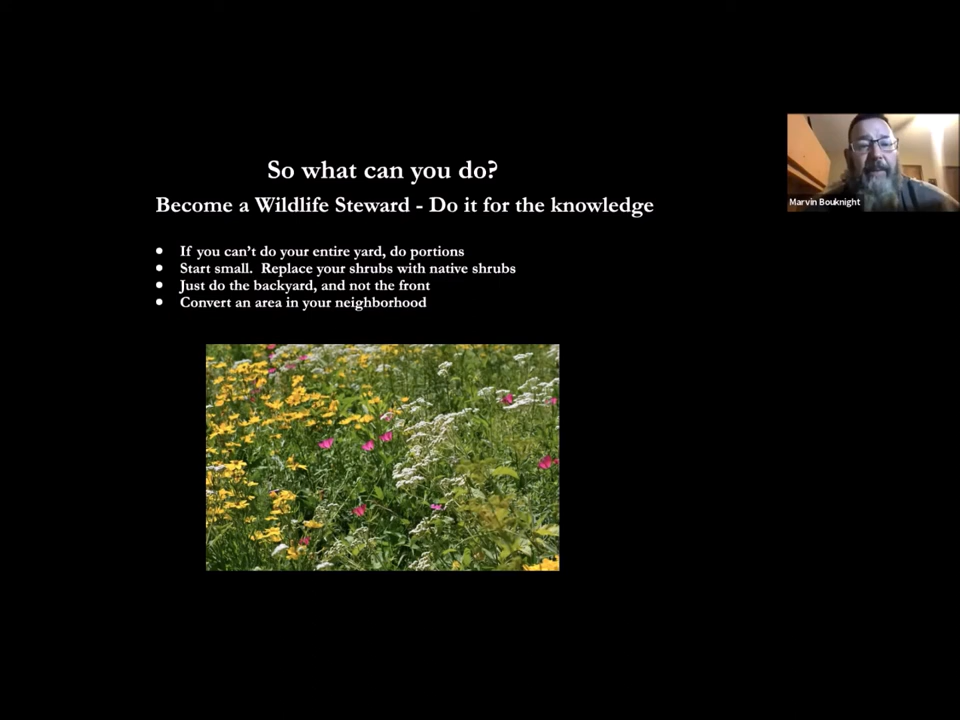 So what can you do?
Become a Wildlife Steward - Do it for the knowledge
• If you can't do your entire yard, do portions
• Start small.  Replace your shrubs with native shrubs
• Just do the backyard, and not the front
• Convert an area in your neighborhood
Marvin Bouknight